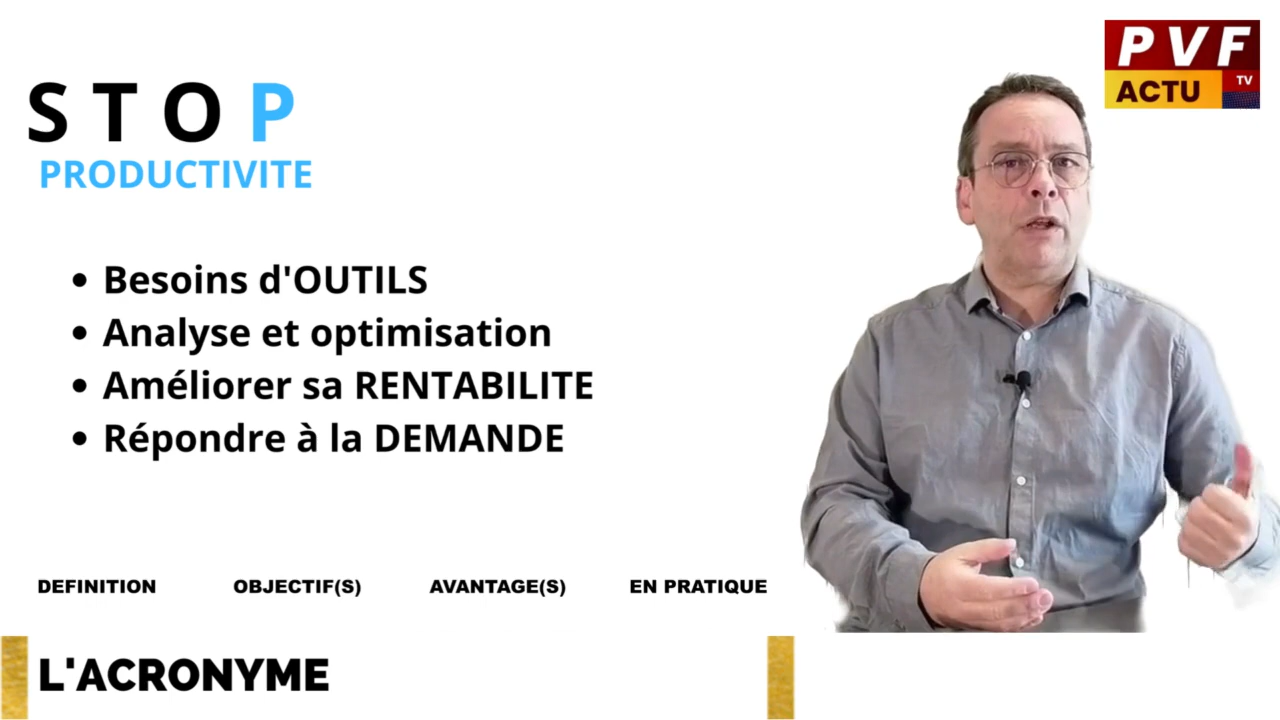 STOP
PRODUCTIVITE
• Besoins d'OUTILS
• Analyse et optimisation
• Améliorer sa RENTABILITE
• Répondre à la DEMANDE
DEFINITION OBJECTIF(S) AVANTAGE(S) EN PRATIQUE
L'ACRONYME
PVF
ACTU TV